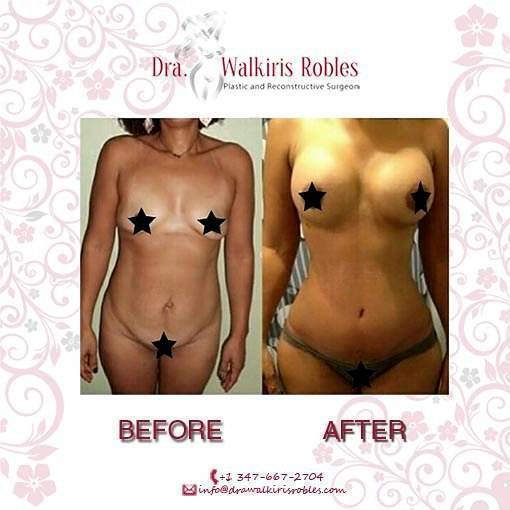 Dra. Walkiris Robles
Plastic and Reconstructive Surgeon
BEFORE AFTER
+1 347-667-2704
info@drawalkirisrobles.com